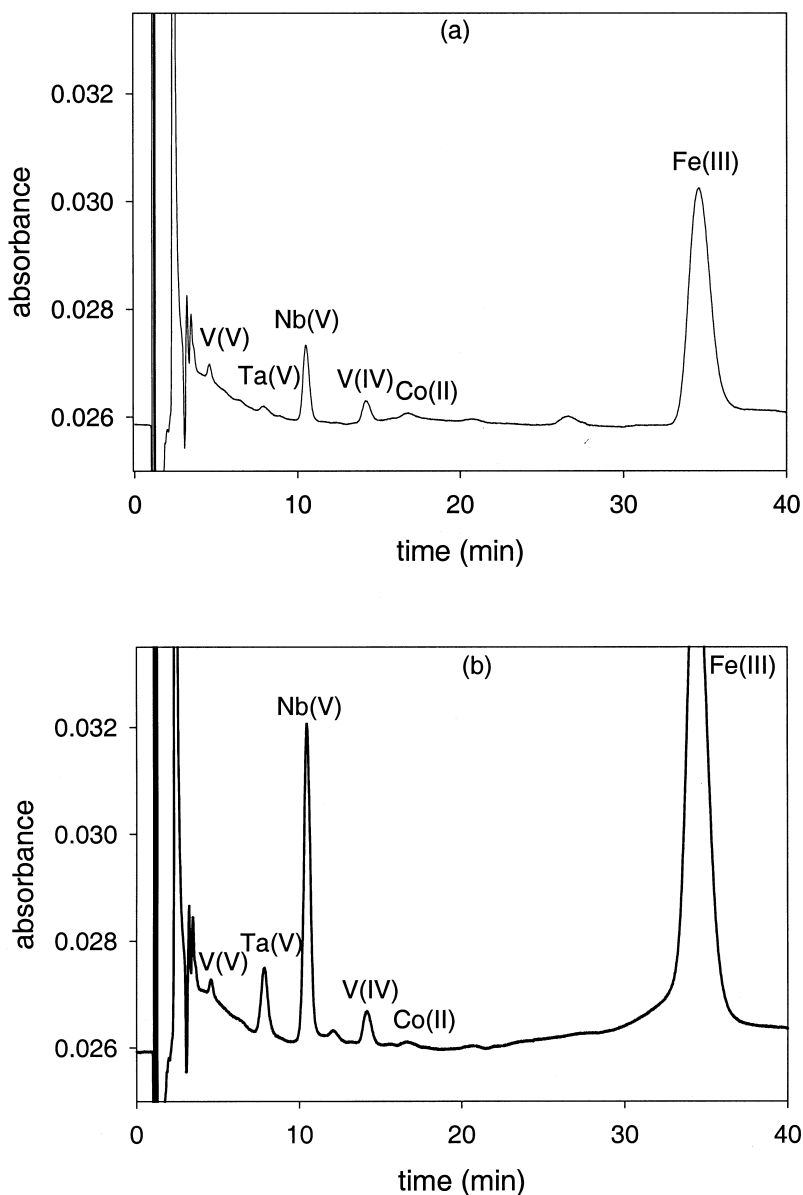 (a)
0.032
0.030
0.028
0.026
absorbance
Fe(III)
Nb(V)
V(V)
Ta(V)
V(IV)
Co(II)
0 10 20 30 40
time (min)
(b)
Fe(III)
0.032
0.030
0.028
0.026
absorbance
Nb(V)
Ta(V)
V(V)
V(IV)
Co(II)
0 10 20 30 40
time (min)